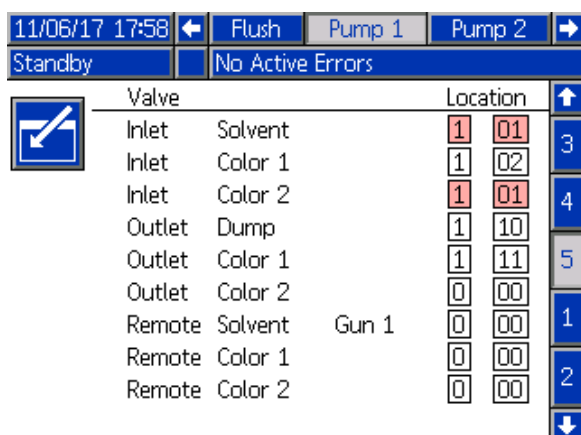 11/06/17 17:58 Flush Pump 1 Pump 2
Standby No Active Errors
Valve Location
Inlet Solvent 1 01
Inlet Color 1 1 02
Inlet Color 2 1 01
Outlet Dump 1 10
Outlet Color 1 1 11
Outlet Color 2 0 00
Remote Solvent Gun 1 0 00
Remote Color 1 0 00
Remote Color 2 0 00
3
4
5
1
2